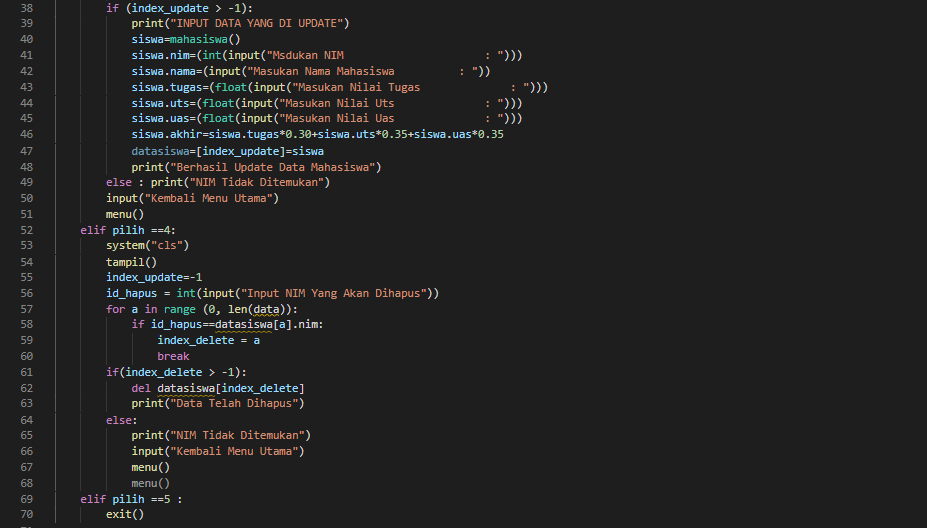 38 if (index_update > -1):
39 print("INPUT DATA YANG DI UPDATE")
40 siswa=mahasiswa()
41 siswa.nim=(int(input("Msdukan NIM                      : ")))
42 siswa.nama=(input("Masukan Nama Mahasiswa          : "))
43 siswa.tugas=(float(input("Masukan Nilai Tugas              : ")))
44 siswa.uts=(float(input("Masukan Nilai Uts              : ")))
45 siswa.uas=(float(input("Masukan Nilai Uas              : ")))
46 siswa.akhir=siswa.tugas*0.30+siswa.uts*0.35+siswa.uas*0.35
47 datasiswa=[index_update]=siswa
48 print("Berhasil Update Data Mahasiswa")
49 else : print("NIM Tidak Ditemukan")
50 input("Kembali Menu Utama")
51 menu()
52 elif pilih ==4:
53 system("cls")
54 tampil()
55 index_update=-1
56 id_hapus = int(input("Input NIM Yang Akan Dihapus"))
57 for a in range (0, len(data)):
58 if id_hapus==datasiswa[a].nim:
59 index_delete = a
60 break
61 if(index_delete > -1):
62 del datasiswa[index_delete]
63 print("Data Telah Dihapus")
64 else:
65 print("NIM Tidak Ditemukan")
66 input("Kembali Menu Utama")
67 menu()
68 menu()
69 elif pilih ==5 :
70 exit()